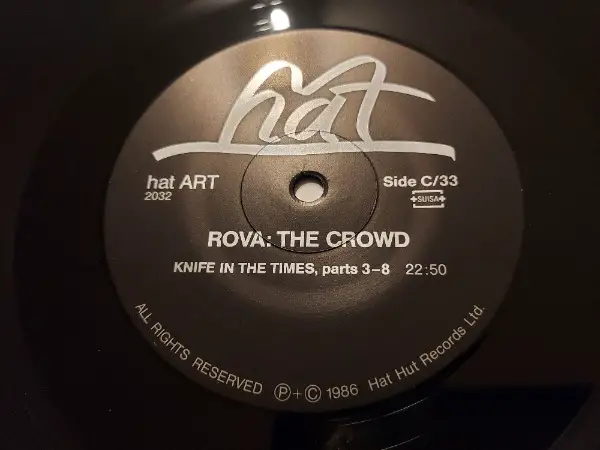 hat
hat ART
2032
Side C/33
SUISA
ROVA: THE CROWD
KNIFE IN THE TIMES, parts 3–8 22:50
ALL RIGHTS RESERVED Ⓟ+© 1986 Hat Hut Records Ltd.